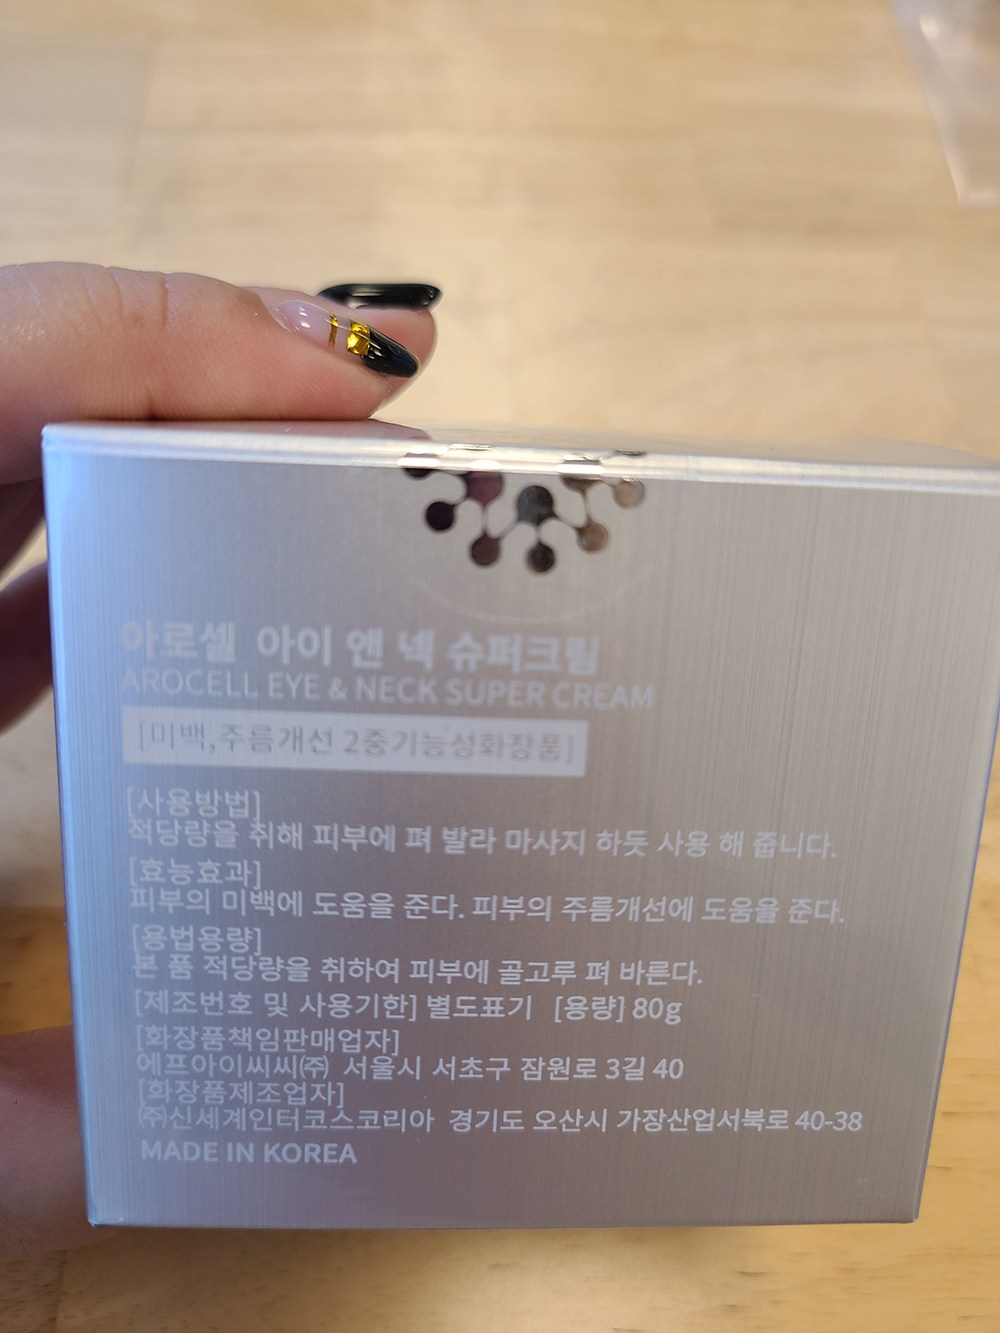 아로셀 아이 앤 넥 슈퍼크림
AROCELL EYE & NECK SUPER CREAM
[미백,주름개선 2중기능성화장품]
[사용방법]
적당량을 취해 피부에 펴 발라 마사지 하듯 사용 해 줍니다.
[효능효과]
피부의 미백에 도움을 준다. 피부의 주름개선에 도움을 준다.
[용법용량]
본 품 적당량을 취하여 피부에 골고루 펴 바른다.
[제조번호 및 사용기한] 별도표기 [용량] 80g
[화장품책임판매업자]
에프아이씨씨㈜ 서울시 서초구 잠원로 3길 40
[화장품제조업자]
㈜신세계인터코스코리아 경기도 오산시 가장산업서북로 40-38
MADE IN KOREA